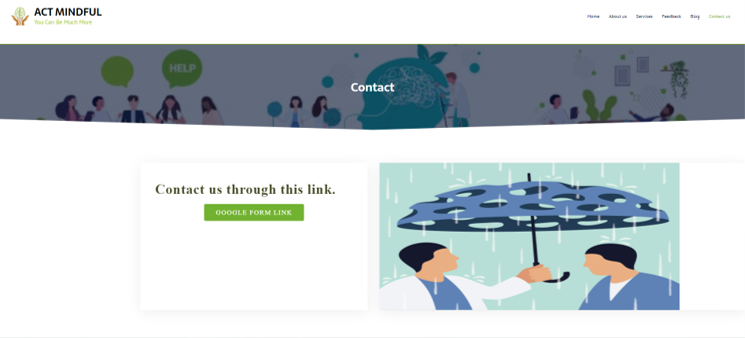 ACT MINDFUL
You Can Be Much More
Home About us Services Feedback Blog Contact us
HELP
Contact
Contact us through this link.
GOOGLE FORM LINK